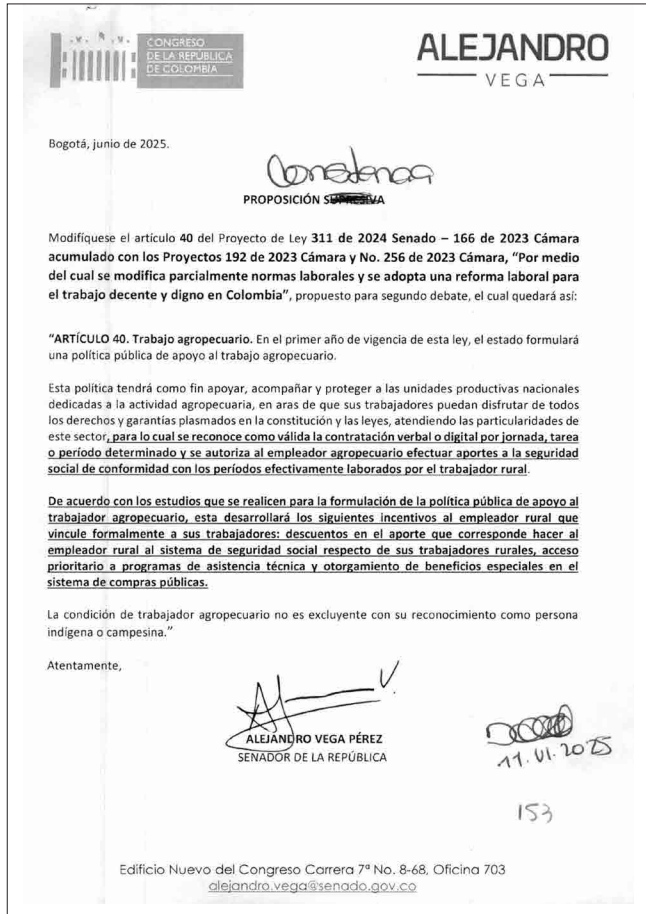 CONGRESO
DE LA REPÚBLICA
DE COLOMBIA
ALEJANDRO
VEGA
Bogotá, junio de 2025.
Constancia
PROPOSICIÓN SUPRESIVA
Modifíquese el artículo 40 del Proyecto de Ley 311 de 2024 Senado – 166 de 2023 Cámara
acumulado con los Proyectos 192 de 2023 Cámara y No. 256 de 2023 Cámara, “Por medio
del cual se modifica parcialmente normas laborales y se adopta una reforma laboral para
el trabajo decente y digno en Colombia”, propuesto para segundo debate, el cual quedará así:
“ARTÍCULO 40. Trabajo agropecuario. En el primer año de vigencia de esta ley, el estado formulará
una política pública de apoyo al trabajo agropecuario.
Esta política tendrá como fin apoyar, acompañar y proteger a las unidades productivas nacionales
dedicadas a la actividad agropecuaria, en aras de que sus trabajadores puedan disfrutar de todos
los derechos y garantías plasmados en la constitución y las leyes, atendiendo las particularidades de
este sector, para lo cual se reconoce como válida la contratación verbal o digital por jornada, tarea
o período determinado y se autoriza al empleador agropecuario efectuar aportes a la seguridad
social de conformidad con los períodos efectivamente laborados por el trabajador rural.
De acuerdo con los estudios que se realicen para la formulación de la política pública de apoyo al
trabajador agropecuario, esta desarrollará los siguientes incentivos al empleador rural que
vincule formalmente a sus trabajadores: descuentos en el aporte que corresponde hacer al
empleador rural al sistema de seguridad social respecto de sus trabajadores rurales, acceso
prioritario a programas de asistencia técnica y otorgamiento de beneficios especiales en el
sistema de compras públicas.
La condición de trabajador agropecuario no es excluyente con su reconocimiento como persona
indígena o campesina.”
Atentamente,
ALEJANDRO VEGA PÉREZ
SENADOR DE LA REPÚBLICA
11.VI.2025
153
Edificio Nuevo del Congreso Carrera 7ª No. 8-68, Oficina 703
alejandro.vega@senado.gov.co